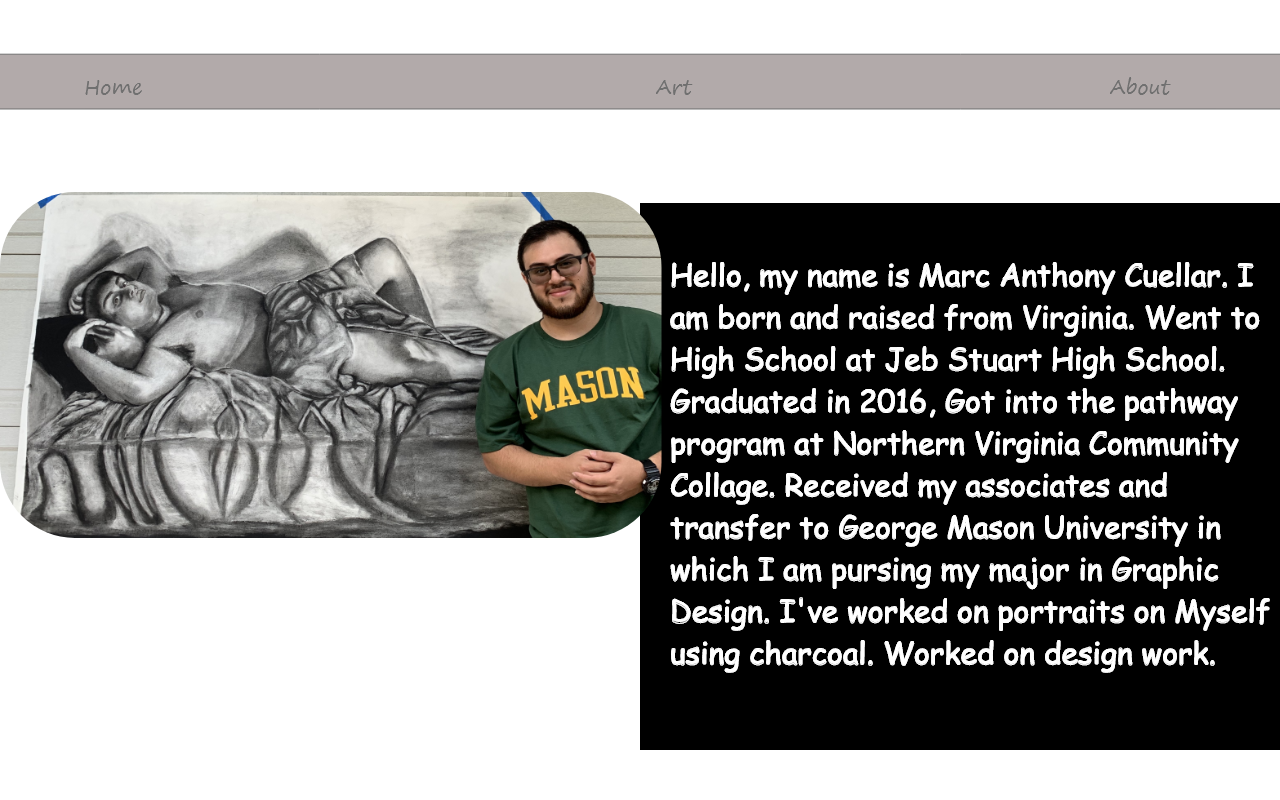 Home
Art
About
MASON
Hello, my name is Marc Anthony Cuellar. I
am born and raised from Virginia. Went to
High School at Jeb Stuart High School.
Graduated in 2016, Got into the pathway
program at Northern Virginia Community
Collage. Received my associates and
transfer to George Mason University in
which I am pursing my major in Graphic
Design. I've worked on portraits on Myself
using charcoal. Worked on design work.